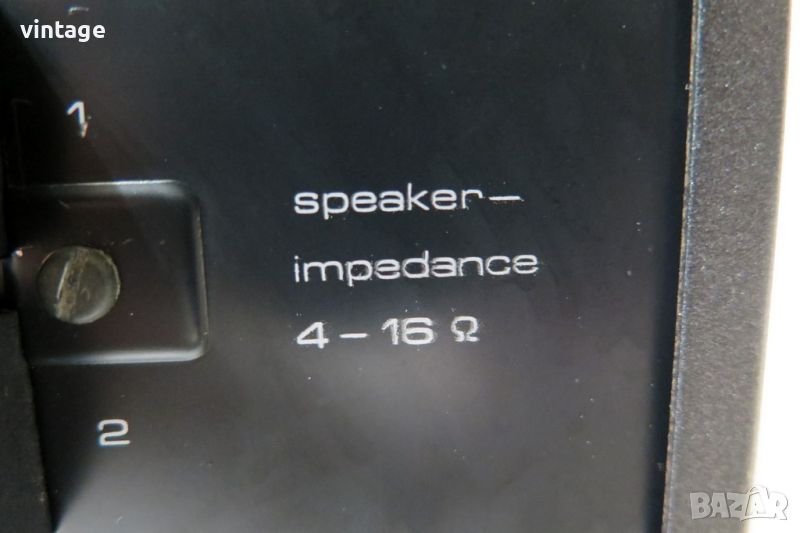 vintage
1
speaker–
impedance
4 – 16 Ω
2
BAZAR